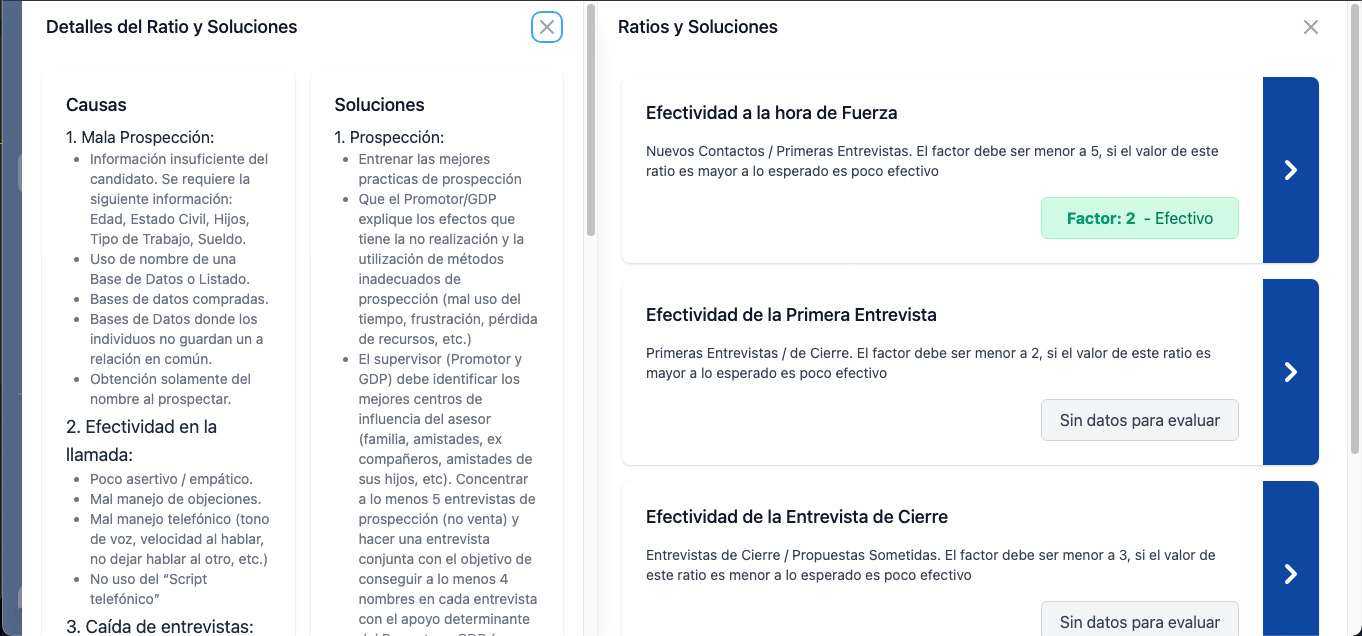 Detalles del Ratio y Soluciones
Causas
1. Mala Prospección:
Información insuficiente del
candidato. Se requiere la
siguiente información:
Edad, Estado Civil, Hijos,
Tipo de Trabajo, Sueldo.
Uso de nombre de una
Base de Datos o Listado.
Bases de datos compradas.
Bases de Datos donde los
individuos no guardan un a
relación en común.
Obtención solamente del
nombre al prospectar.
2. Efectividad en la
llamada:
Poco asertivo / empático.
Mal manejo de objeciones.
Mal manejo telefónico (tono
de voz, velocidad al hablar,
no dejar hablar al otro, etc.)
No uso del “Script
telefónico”
3. Caída de entrevistas:
Soluciones
1. Prospección:
Entrenar las mejores
practicas de prospección
Que el Promotor/GDP
explique los efectos que
tiene la no realización y la
utilización de métodos
inadecuados de
prospección (mal uso del
tiempo, frustración, pérdida
de recursos, etc.)
El supervisor (Promotor y
GDP) debe identificar los
mejores centros de
influencia del asesor
(familia, amistades, ex
compañeros, amistades de
sus hijos, etc). Concentrar
a lo menos 5 entrevistas de
prospección (no venta) y
hacer una entrevista
conjunta con el objetivo de
conseguir a lo menos 4
nombres en cada entrevista
con el apoyo determinante
Ratios y Soluciones
Efectividad a la hora de Fuerza
Nuevos Contactos / Primeras Entrevistas. El factor debe ser menor a 5, si el valor de este
ratio es mayor a lo esperado es poco efectivo
Factor: 2 - Efectivo
Efectividad de la Primera Entrevista
Primeras Entrevistas / de Cierre. El factor debe ser menor a 2, si el valor de este ratio es
mayor a lo esperado es poco efectivo
Sin datos para evaluar
Efectividad de la Entrevista de Cierre
Entrevistas de Cierre / Propuestas Sometidas. El factor debe ser menor a 3, si el valor de
este ratio es menor a lo esperado es poco efectivo
Sin datos para evaluar